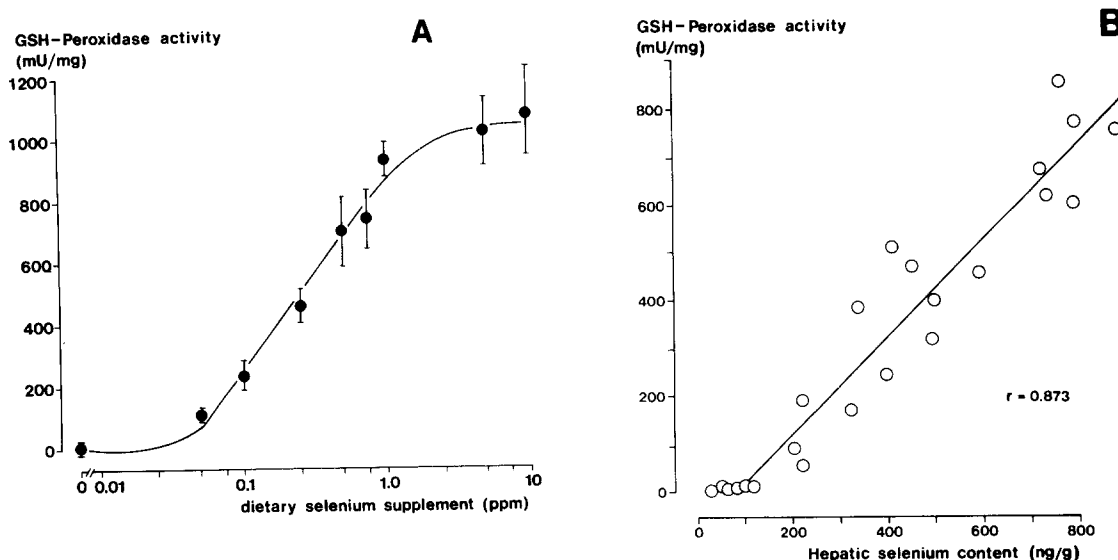 A
GSH-Peroxidase activity
(mU/mg)
1200
1000
800
600
400
200
0
0 0.01 0.1 1.0 10
dietary selenium supplement (ppm)
B
GSH-Peroxidase activity
(mU/mg)
800
600
400
200
0
r = 0.873
0 200 400 600 800
Hepatic selenium content (ng/g)